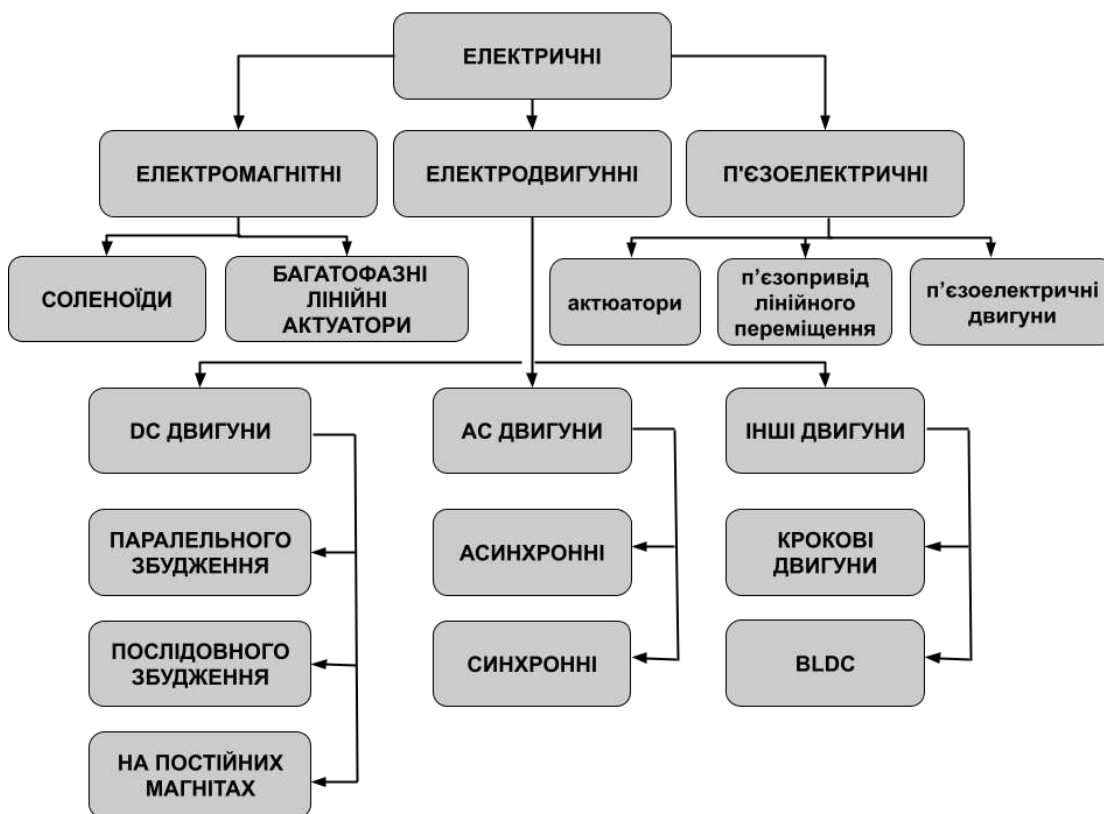 ЕЛЕКТРИЧНІ
ЕЛЕКТРОМАГНІТНІ
ЕЛЕКТРОДВИГУННІ
П'ЄЗОЕЛЕКТРИЧНІ
СОЛЕНОЇДИ
БАГАТОФАЗНІ
ЛІНІЙНІ
АКТУАТОРИ
актюатори
п’єзопривід
лінійного
переміщення
п’єзоелектричні
двигуни
DC ДВИГУНИ
АС ДВИГУНИ
ІНШІ ДВИГУНИ
ПАРАЛЕЛЬНОГО
ЗБУДЖЕННЯ
АСИНХРОННІ
КРОКОВІ
ДВИГУНИ
ПОСЛІДОВНОГО
ЗБУДЖЕННЯ
СИНХРОННІ
BLDC
НА ПОСТІЙНИХ
МАГНІТАХ